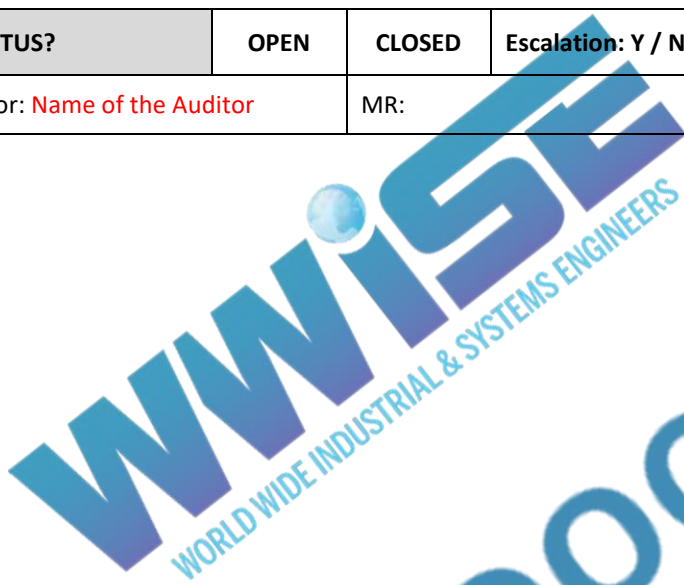 TUS? OPEN CLOSED Escalation: Y / N
or: Name of the Auditor MR:
WWiSE
WORLD WIDE INDUSTRIAL & SYSTEMS ENGINEERS